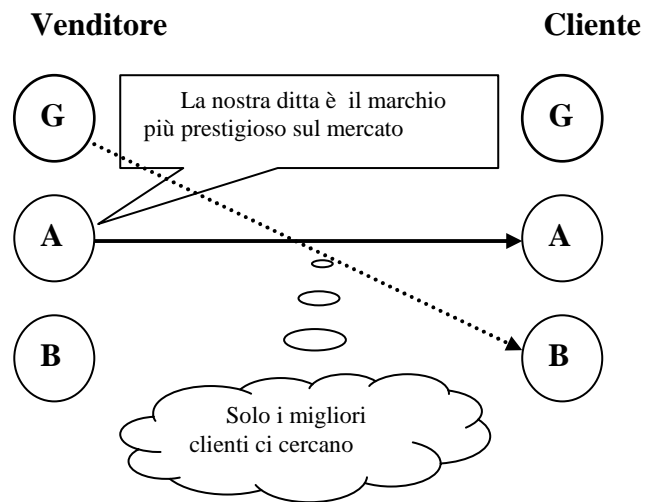 Venditore Cliente
G G
La nostra ditta è il marchio
più prestigioso sul mercato
A A
B B
Solo i migliori
clienti ci cercano